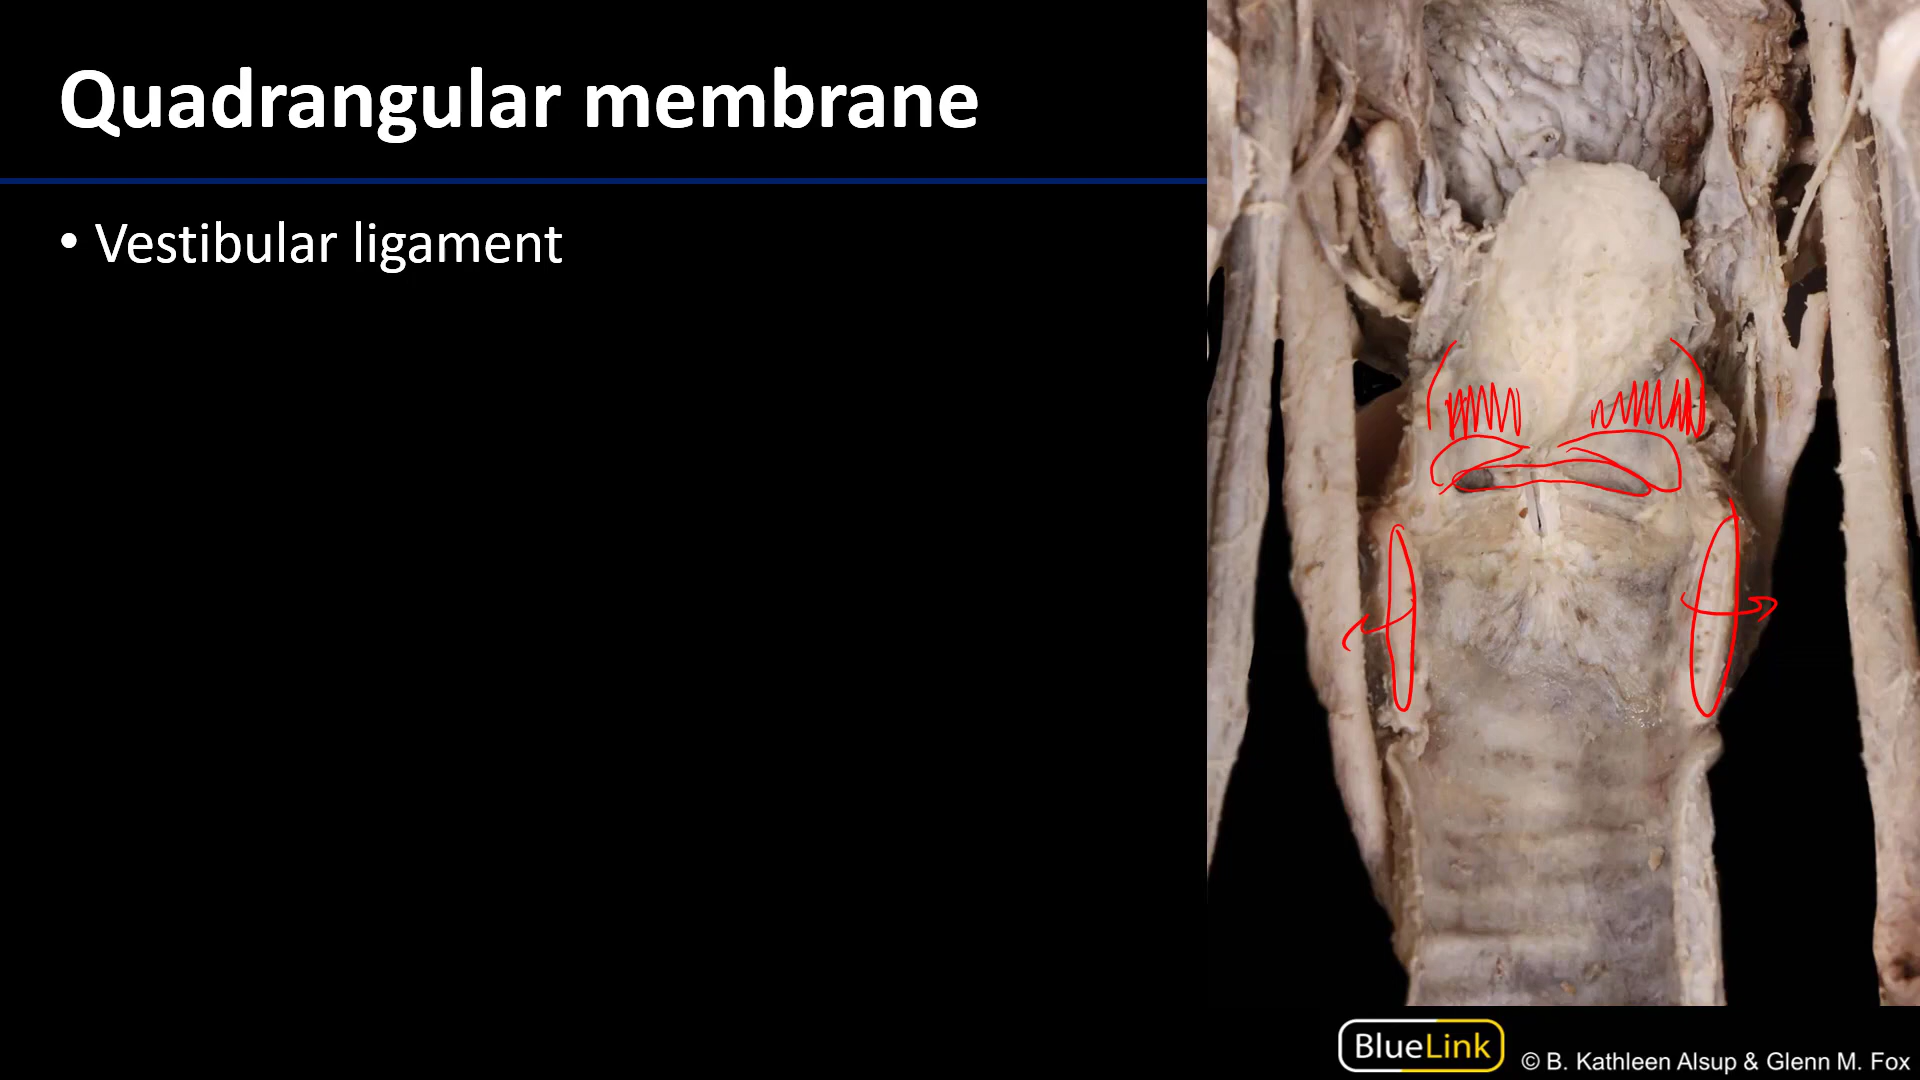 Quadrangular membrane
• Vestibular ligament
BlueLink
© B. Kathleen Alsup & Glenn M. Fox